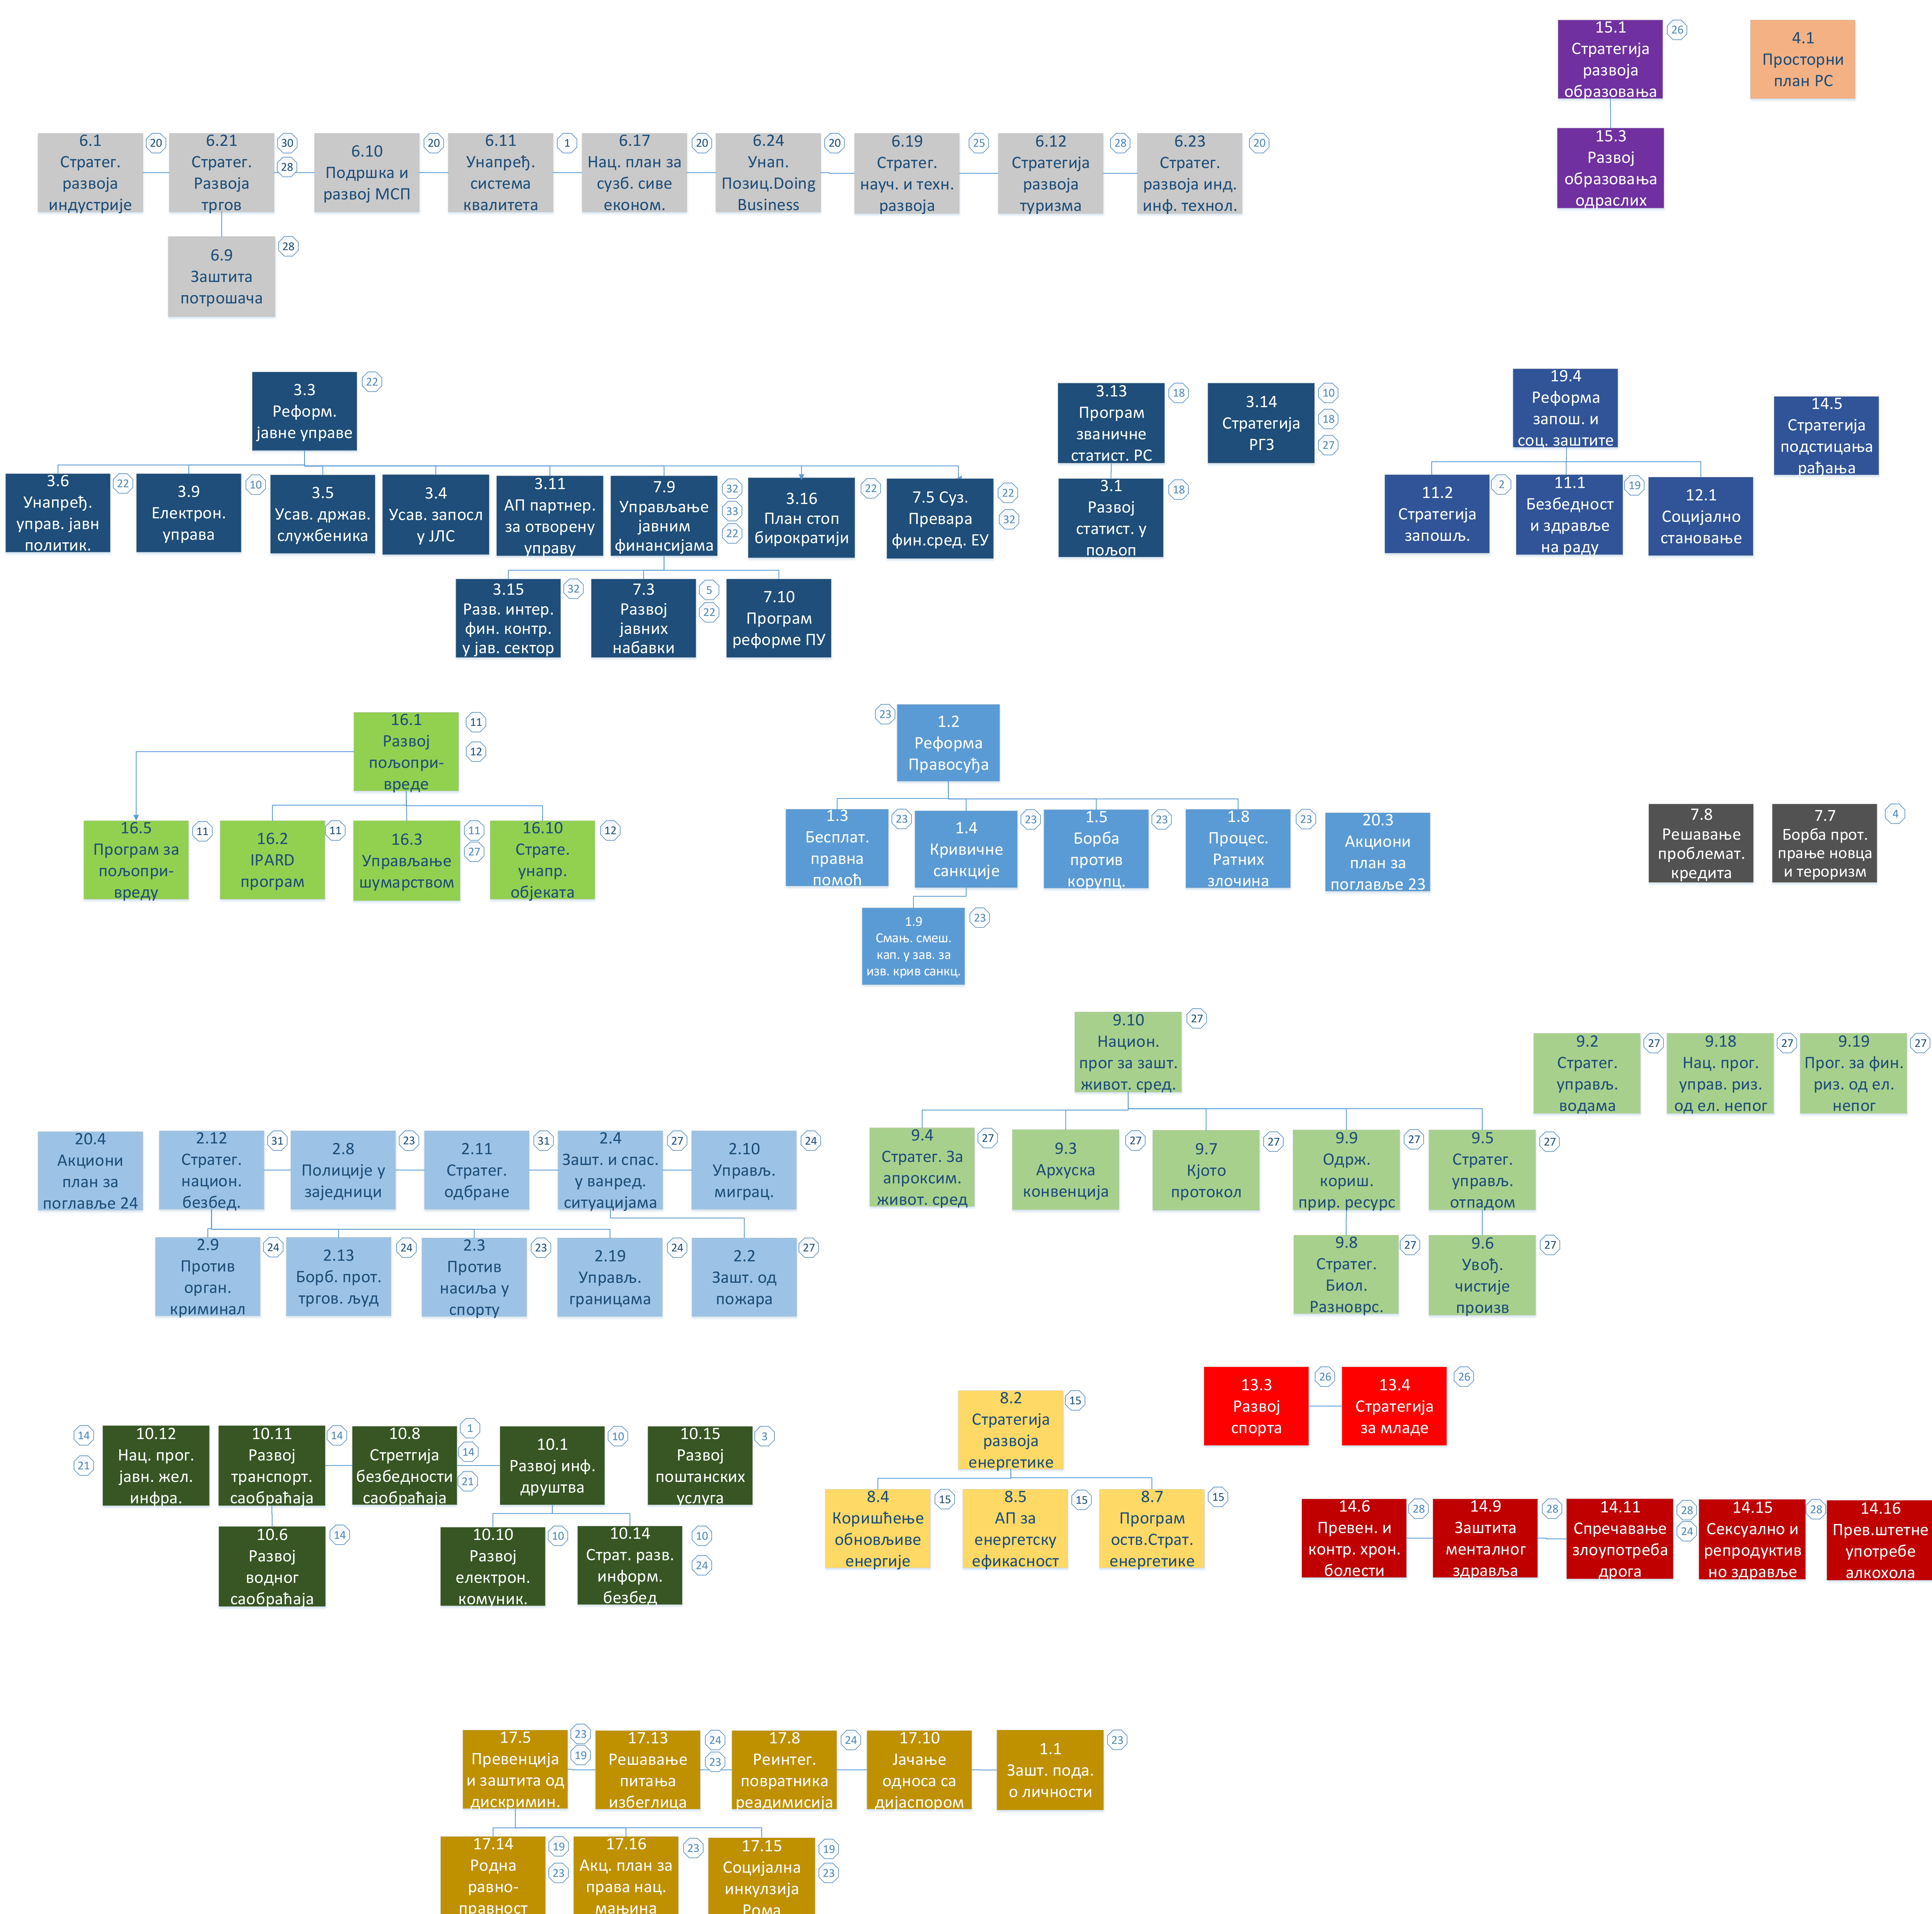 15.1
Стратегија
развоја
образовања
26
4.1
Просторни
план РС
15.3
Развој
образовања
одраслих
6.1
Стратег.
развоја
индустрије
20
6.21
Стратег.
Развоја
тргов
30
28
6.10
Подршка и
развој МСП
20
6.11
Унапређ.
система
квалитета
1
6.17
Нац. план за
сузб. сиве
економ.
20
6.24
Унап.
Позиц.Doing
Business
20
6.19
Стратег.
науч. и техн.
развоја
25
6.12
Стратегија
развоја
туризма
28
6.23
Стратег.
развоја инд.
инф. технол.
20
6.9
Заштита
потрошача
28
3.3
Реформ.
јавне управе
22
3.6
Унапређ.
управ. јавн
политик.
22
3.9
Електрон.
управа
10
3.5
Усав. држав.
службеника
3.4
Усав. запосл
у ЈЛС
3.11
АП партнер.
за отворену
управу
7.9
Управљање
јавним
финансијама
32
33
22
3.16
План стоп
бирократији
22
7.5 Суз.
Превара
фин.сред. ЕУ
22
32
3.15
Разв. интер.
фин. контр.
у јав. сектор
32
7.3
Развој
јавних
набавки
5
22
7.10
Програм
реформе ПУ
3.13
Програм
званичне
статист. РС
18
3.14
Стратегија
РГЗ
10
18
27
3.1
Развој
статист. у
пољоп
18
19.4
Реформа
запош. и
соц. заштите
14.5
Стратегија
подстицања
рађања
11.2
Стратегија
запошљ.
2
11.1
Безбедност
и здравље
на раду
19
12.1
Социјално
становање
16.1
Развој
пољопри-
вреде
11
12
16.5
Програм за
пољопри-
вреду
11
16.2
IPARD
програм
11
16.3
Управљање
шумарством
11
27
16.10
Страте.
унапр.
објеката
12
23
1.2
Реформа
Правосуђа
1.3
Бесплат.
правна
помоћ
23
1.4
Кривичне
санкције
23
1.5
Борба
против
корупц.
23
1.8
Процес.
Ратних
злочина
23
20.3
Акциони
план за
поглавље 23
1.9
Смањ. смеш.
кап. у зав. за
изв. крив санкц.
23
7.8
Решавање
проблемат.
кредита
7.7
Борба прот.
прање новца
и тероризм
4
9.10
Национ.
прог за зашт.
живот. сред.
27
9.2
Стратег.
управљ.
водама
27
9.18
Нац. прог.
управ. риз.
од ел. непог
27
9.19
Прог. за фин.
риз. од ел.
непог
27
9.4
Стратег. За
апроксим.
живот. сред
27
9.3
Архуска
конвенција
27
9.7
Кјото
протокол
27
9.9
Одрж.
кориш.
прир. ресурс
27
9.5
Стратег.
управљ.
отпадом
27
9.8
Стратег.
Биол.
Разноврс.
27
9.6
Увођ.
чистије
произв
27
20.4
Акциони
план за
поглавље 24
2.12
Стратег.
национ.
безбед.
31
2.8
Полиције у
заједници
23
2.11
Стратег.
одбране
31
2.4
Зашт. и спас.
у ванред.
ситуацијама
27
2.10
Управљ.
миграц.
24
2.9
Против
орган.
криминал
24
2.13
Борб. прот.
тргов. људ
24
2.3
Против
насиља у
спорту
23
2.19
Управљ.
границама
24
2.2
Зашт. од
пожара
27
14
21
10.12
Нац. прог.
јавн. жел.
инфра.
10.11
Развој
транспорт.
саобраћаја
14
10.8
Стретгија
безбедности
саобраћаја
1
14
21
10.1
Развој инф.
друштва
10
10.15
Развој
поштанских
услуга
3
10.6
Развој
водног
саобраћаја
14
10.10
Развој
електрон.
комуник.
10
10.14
Страт. разв.
информ.
безбед
10
24
8.2
Стратегија
развоја
енергетике
15
8.4
Коришћење
обновљиве
енергије
15
8.5
АП за
енергетску
ефикасност
15
8.7
Програм
оств.Страт.
енергетике
15
13.3
Развој
спорта
26
13.4
Стратегија
за младе
26
14.6
Превен. и
контр. хрон.
болести
28
14.9
Заштита
менталног
здравља
28
14.11
Спречавање
злоупотреба
дрога
28
24
14.15
Сексуално и
репродуктив
но здравље
28
14.16
Прев.штетне
употребе
алкохола
17.5
Превенција
и заштита од
дискримин.
23
19
17.13
Решавање
питања
избеглица
24
23
17.8
Реинтег.
повратника
реадимисија
24
17.10
Јачање
односа са
дијаспором
1.1
Зашт. пода.
о личности
23
17.14
Родна
равно-
правност
19
23
17.16
Акц. план за
права нац.
мањина
23
17.15
Социјална
инкулзија
Рома
19
23